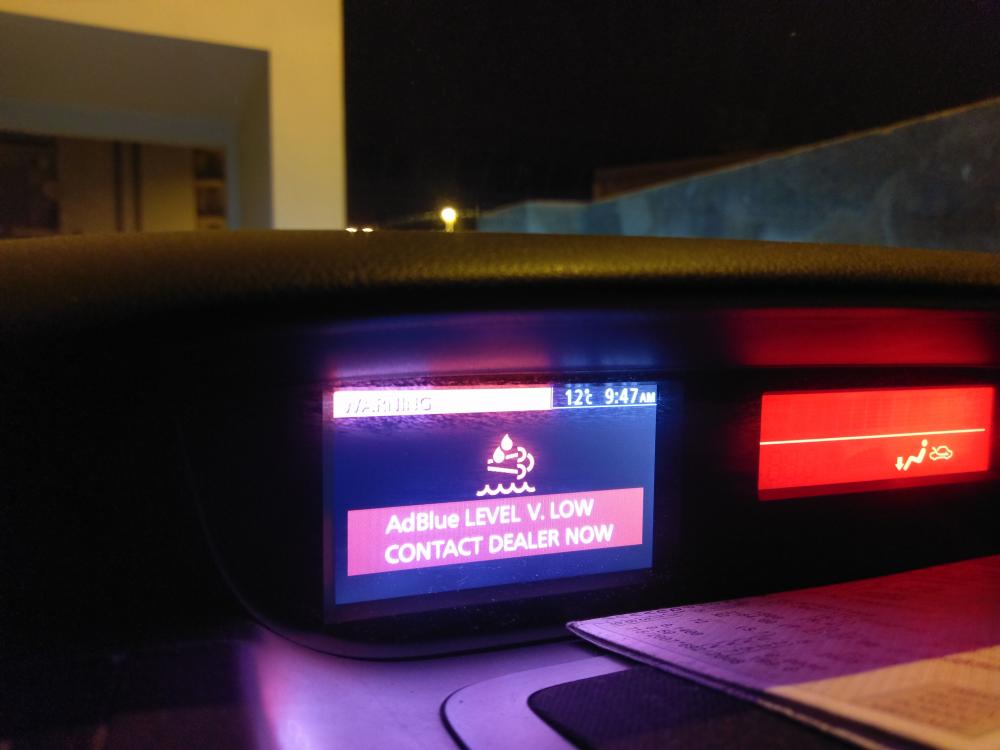 WARNING 12°C 9:47AM
AdBlue LEVEL V. LOW
CONTACT DEALER NOW